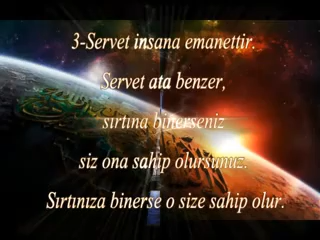 3-Servet insana emanettir.
Servet ata benzer,
sırtına binerseniz
siz ona sahip olursunuz.
Sırtınıza binerse o size sahip olur.